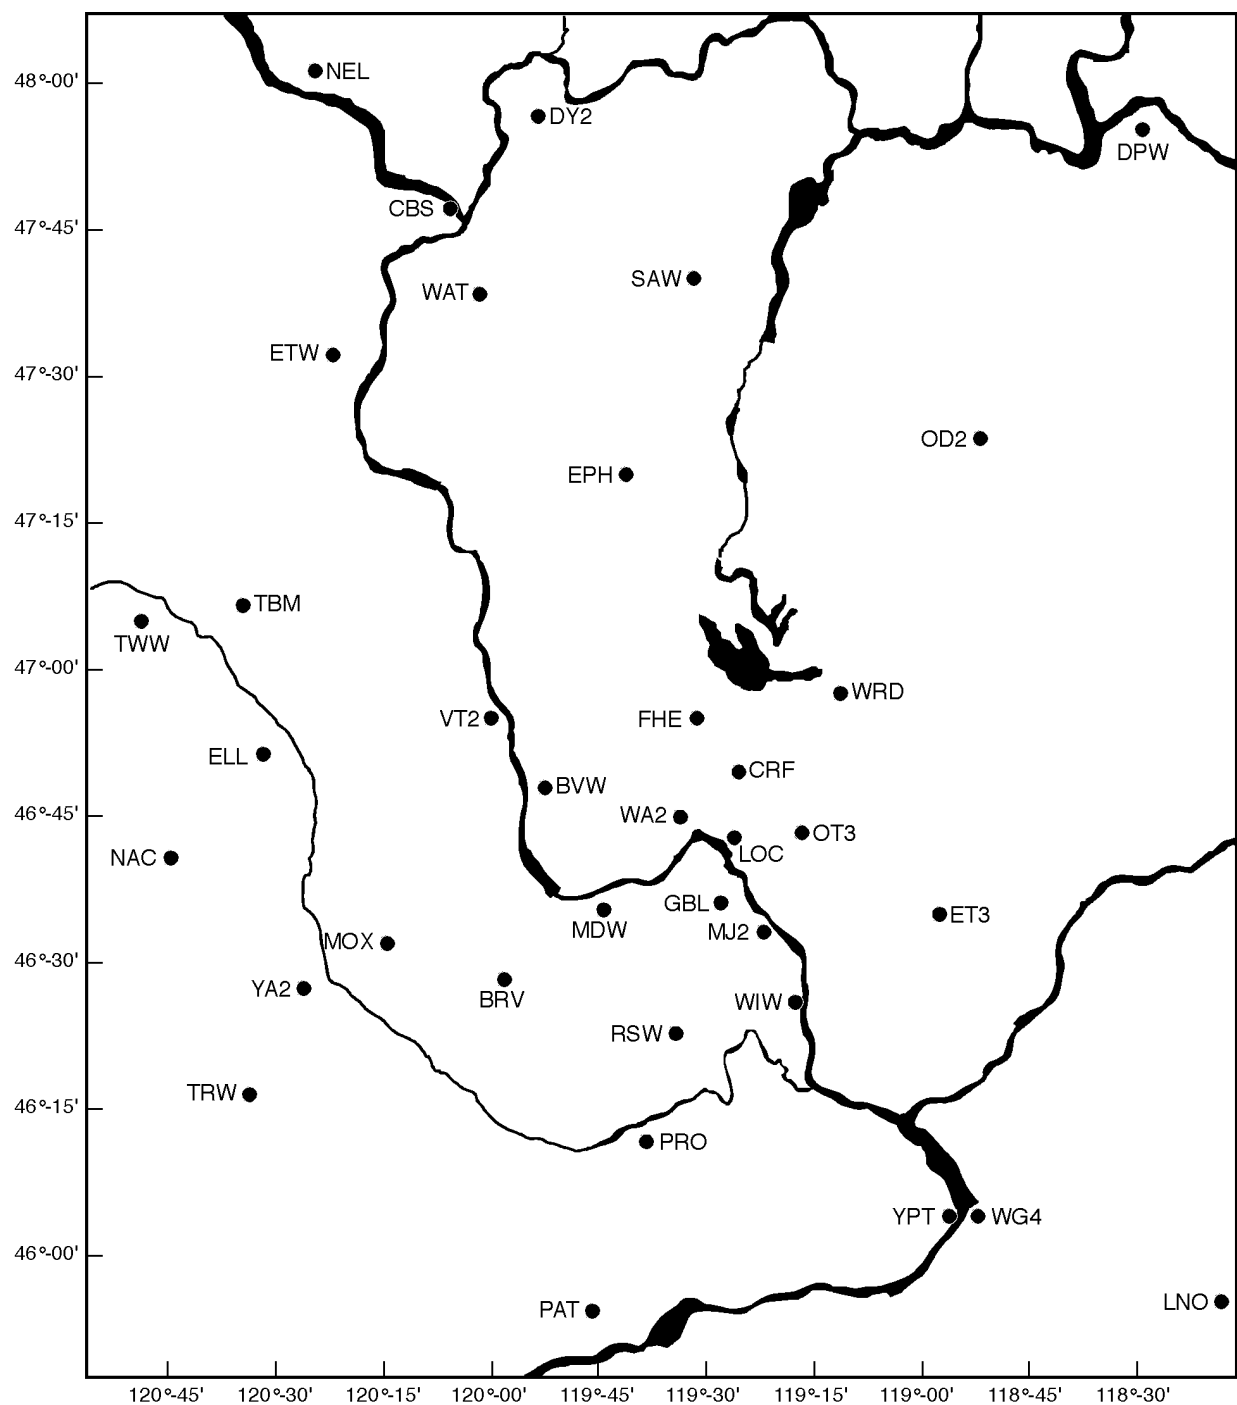 48°-00'
NEL
DY2
DPW
CBS
47°-45'
SAW
WAT
ETW
47°-30'
OD2
EPH
47°-15'
TBM
TWW
47°-00'
WRD
VT2
FHE
ELL
CRF
BVW
46°-45'
WA2
OT3
LOC
NAC
GBL
ET3
MDW
MJ2
MOX
46°-30'
YA2
BRV
WIW
RSW
TRW
46°-15'
PRO
YPT
WG4
46°-00'
LNO
PAT
120°-45' 120°-30' 120°-15' 120°-00' 119°-45' 119°-30' 119°-15' 119°-00' 118°-45' 118°-30'